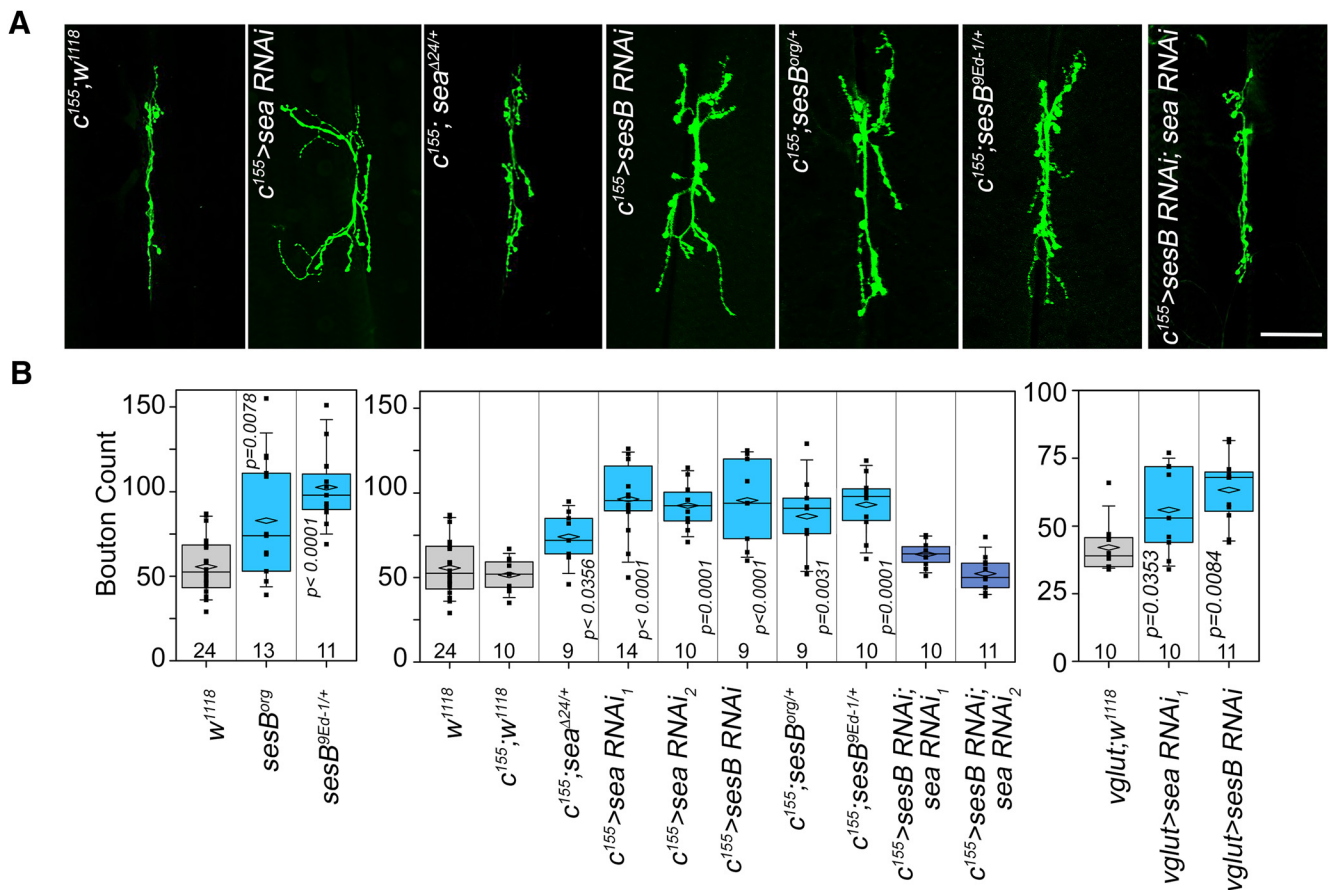 A
c155;w1118
c155>sea RNAi
c155; seaΔ24/+
c155>sesB RNAi
c155;sesBorg/+
c155;sesB9Ed-1/+
c155>sesB RNAi; sea RNAi
B
Bouton Count
150
100
50
0
p=0.0078
p< 0.0001
24
13
11
w1118
sesBorg
sesB9Ed-1/+
150
100
50
0
p< 0.0356
p< 0.0001
p=0.0001
p<0.0001
p=0.0031
p=0.0001
24
10
9
14
10
9
9
10
10
11
w1118
c155;w1118
c155;seaΔ24/+
c155>sea RNAi1
c155>sea RNAi2
c155>sesB RNAi
c155;sesBorg/+
c155;sesB9Ed-1/+
c155>sesB RNAi;
sea RNAi1
c155>sesB RNAi;
sea RNAi2
100
75
50
25
0
p=0.0353
p=0.0084
10
10
11
vglut;w1118
vglut>sea RNAi1
vglut>sesB RNAi